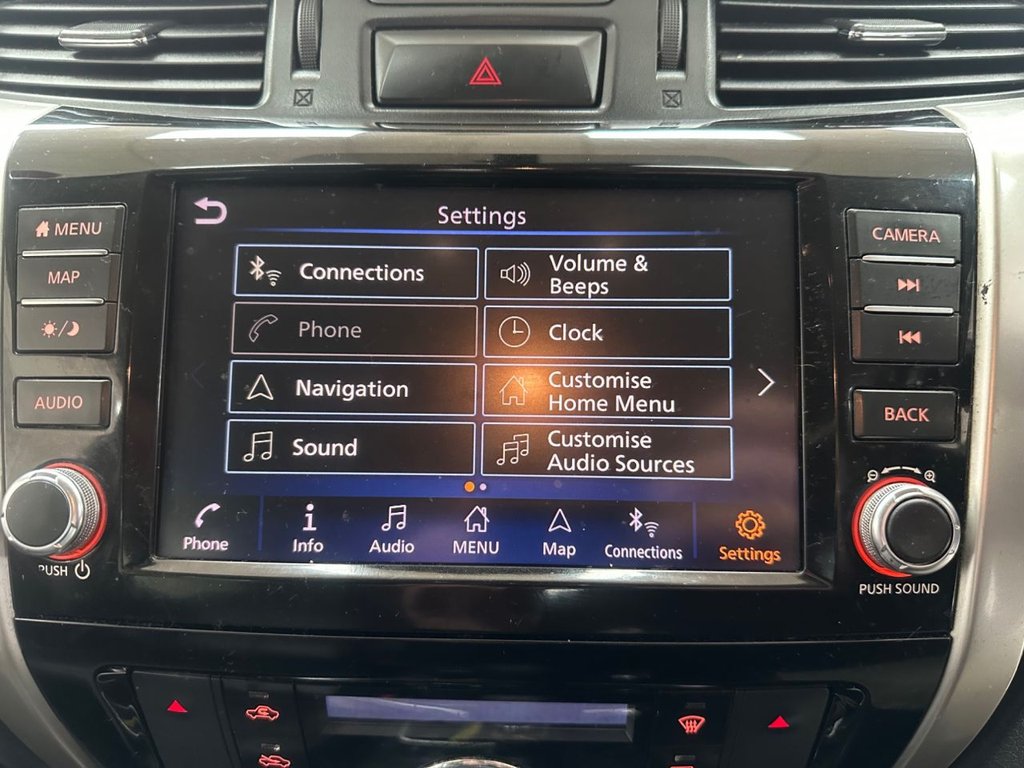 MENU
MAP
AUDIO
PUSH
Settings
Connections
Volume &
Beeps
Phone
Clock
Navigation
Customise
Home Menu
Sound
Customise
Audio Sources
Phone
Info
Audio
MENU
Map
Connections
Settings
CAMERA
BACK
PUSH SOUND